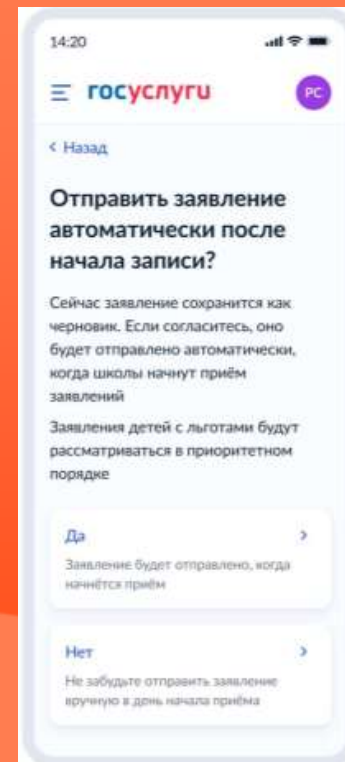 14:20
госуслуги
РС
< Назад
Отправить заявление
автоматически после
начала записи?
Сейчас заявление сохранится как
черновик. Если согласитесь, оно
будет отправлено автоматически,
когда школы начнут приём
заявлений
Заявления детей с льготами будут
рассматриваться в приоритетном
порядке
Да >
Заявление будет отправлено, когда
начнётся приём
Нет >
Не забудьте отправить заявление
вручную в день начала приёма